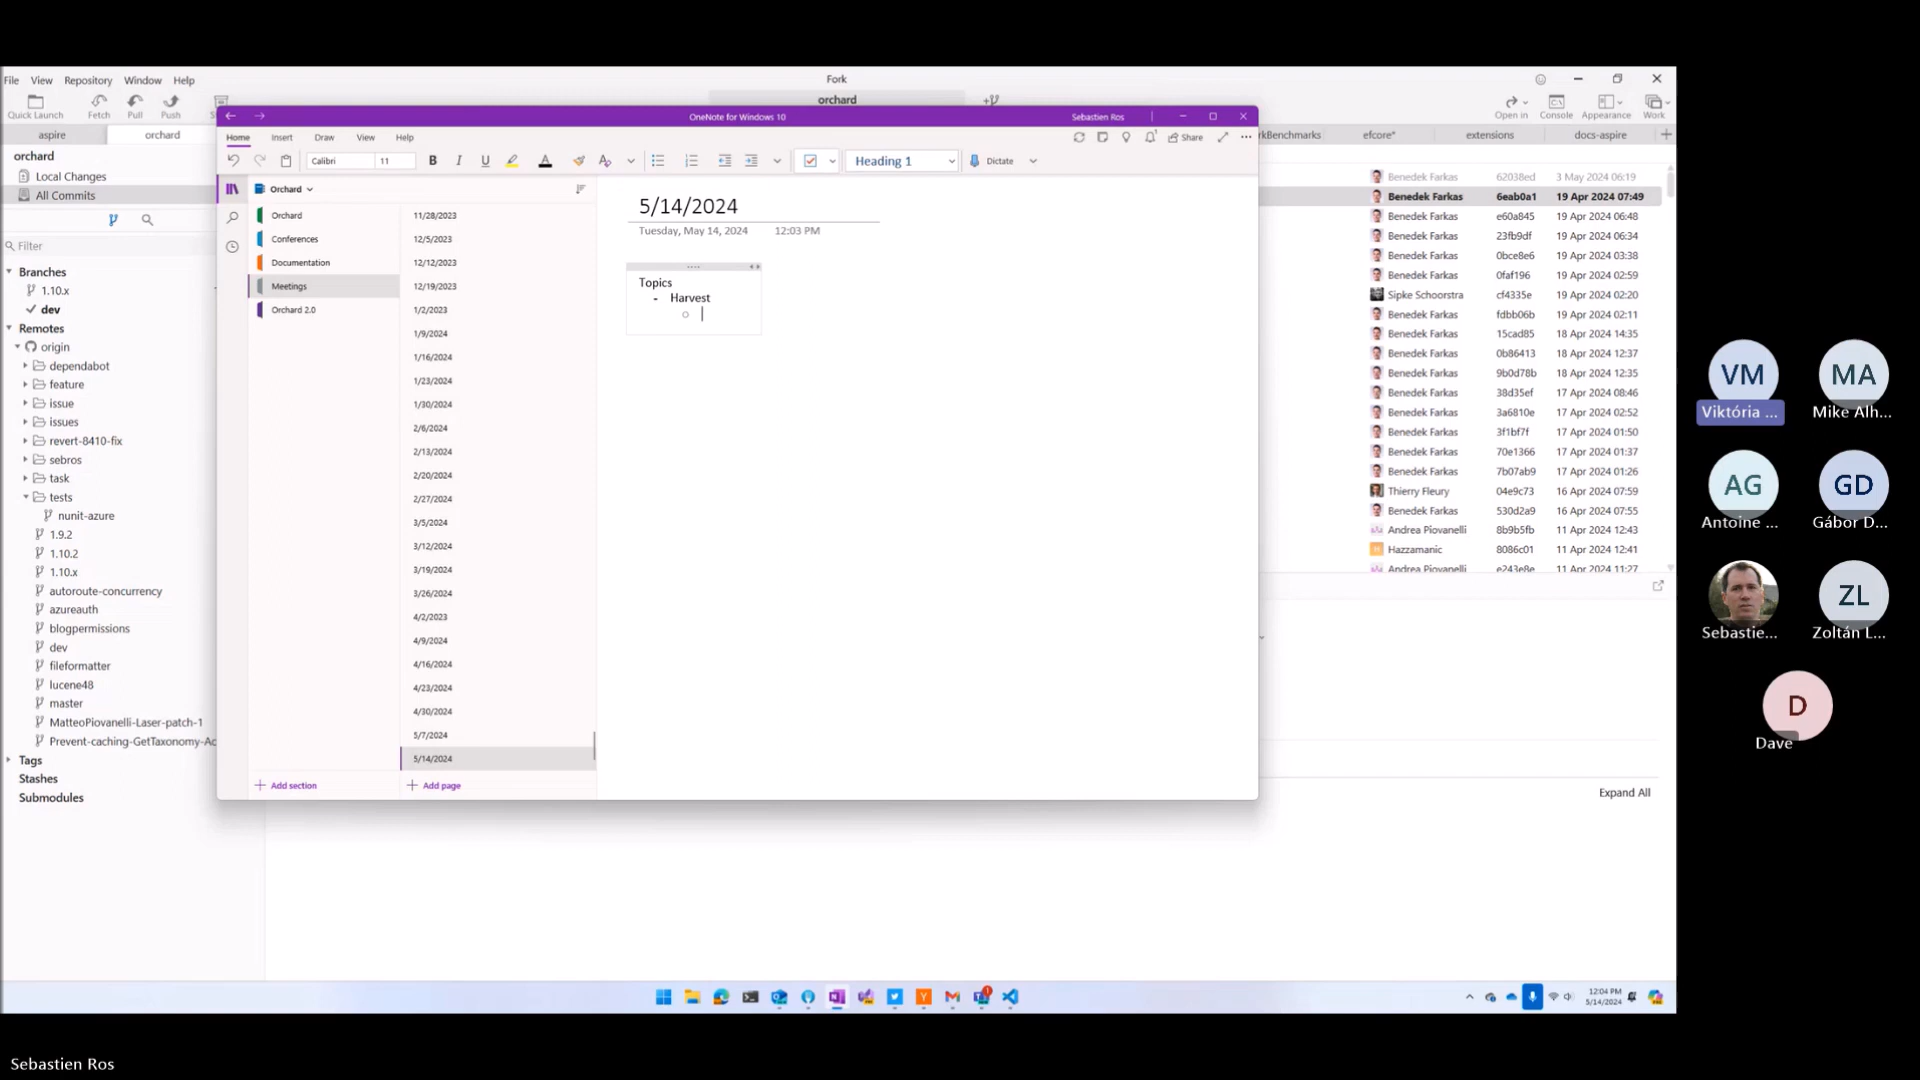 File View Repository Window Help
Fork
Quick Launch Fetch Pull Push
orchard
Open in Console Appearance Work
aspire orchard
rkBenchmarks efcore* extensions docs-aspire
orchard
Local Changes
All Commits
Filter
Branches
1.10.x
dev
Remotes
origin
dependabot
feature
issue
issues
revert-8410-fix
sebros
task
tests
nunit-azure
1.9.2
1.10.2
1.10.x
autoroute-concurrency
azureauth
blogpermissions
dev
fileformatter
lucene48
master
MatteoPiovanelli-Laser-patch-1
Prevent-caching-GetTaxonomy-Ac
Tags
Stashes
Submodules
OneNote for Windows 10
Sebastien Ros
Home Insert Draw View Help
Share
Calibri 11 B I U A Heading 1 Dictate
Orchard
Orchard
Conferences
Documentation
Meetings
Orchard 2.0
Add section
11/28/2023
12/5/2023
12/12/2023
12/19/2023
1/2/2023
1/9/2024
1/16/2024
1/23/2024
1/30/2024
2/6/2024
2/13/2024
2/20/2024
2/27/2024
3/5/2024
3/12/2024
3/19/2024
3/26/2024
4/2/2023
4/9/2024
4/16/2024
4/23/2024
4/30/2024
5/7/2024
5/14/2024
Add page
5/14/2024
Tuesday, May 14, 2024 12:03 PM
Topics
- Harvest
Benedek Farkas 62038ed 3 May 2024 06:19
Benedek Farkas 6eab0a1 19 Apr 2024 07:49
Benedek Farkas e60a845 19 Apr 2024 06:48
Benedek Farkas 23fb9df 19 Apr 2024 06:34
Benedek Farkas 0bce8e6 19 Apr 2024 03:38
Benedek Farkas 0faf196 19 Apr 2024 02:59
Sipke Schoorstra cf4335e 19 Apr 2024 02:20
Benedek Farkas fdbb06b 19 Apr 2024 02:11
Benedek Farkas 15cad85 18 Apr 2024 14:35
Benedek Farkas 0b86413 18 Apr 2024 12:37
Benedek Farkas 9b0d78b 18 Apr 2024 12:35
Benedek Farkas 38d35ef 17 Apr 2024 08:46
Benedek Farkas 3a6810e 17 Apr 2024 02:52
Benedek Farkas 3f1bf7f 17 Apr 2024 01:50
Benedek Farkas 70e1366 17 Apr 2024 01:37
Benedek Farkas 7b07ab9 17 Apr 2024 01:26
Thierry Fleury 04e9c73 16 Apr 2024 07:59
Benedek Farkas 530d2a9 16 Apr 2024 07:55
Andrea Piovanelli 8b9b5fb 11 Apr 2024 12:43
Hazzamanic 8086c01 11 Apr 2024 12:41
Andrea Piovanelli e243e8e 11 Apr 2024 11:27
Expand All
12:04 PM
5/14/2024
VM MA
Viktória ... Mike Alh...
AG GD
Antoine ... Gábor D...
ZL
Sebastie... Zoltán L...
D
Dave
Sebastien Ros